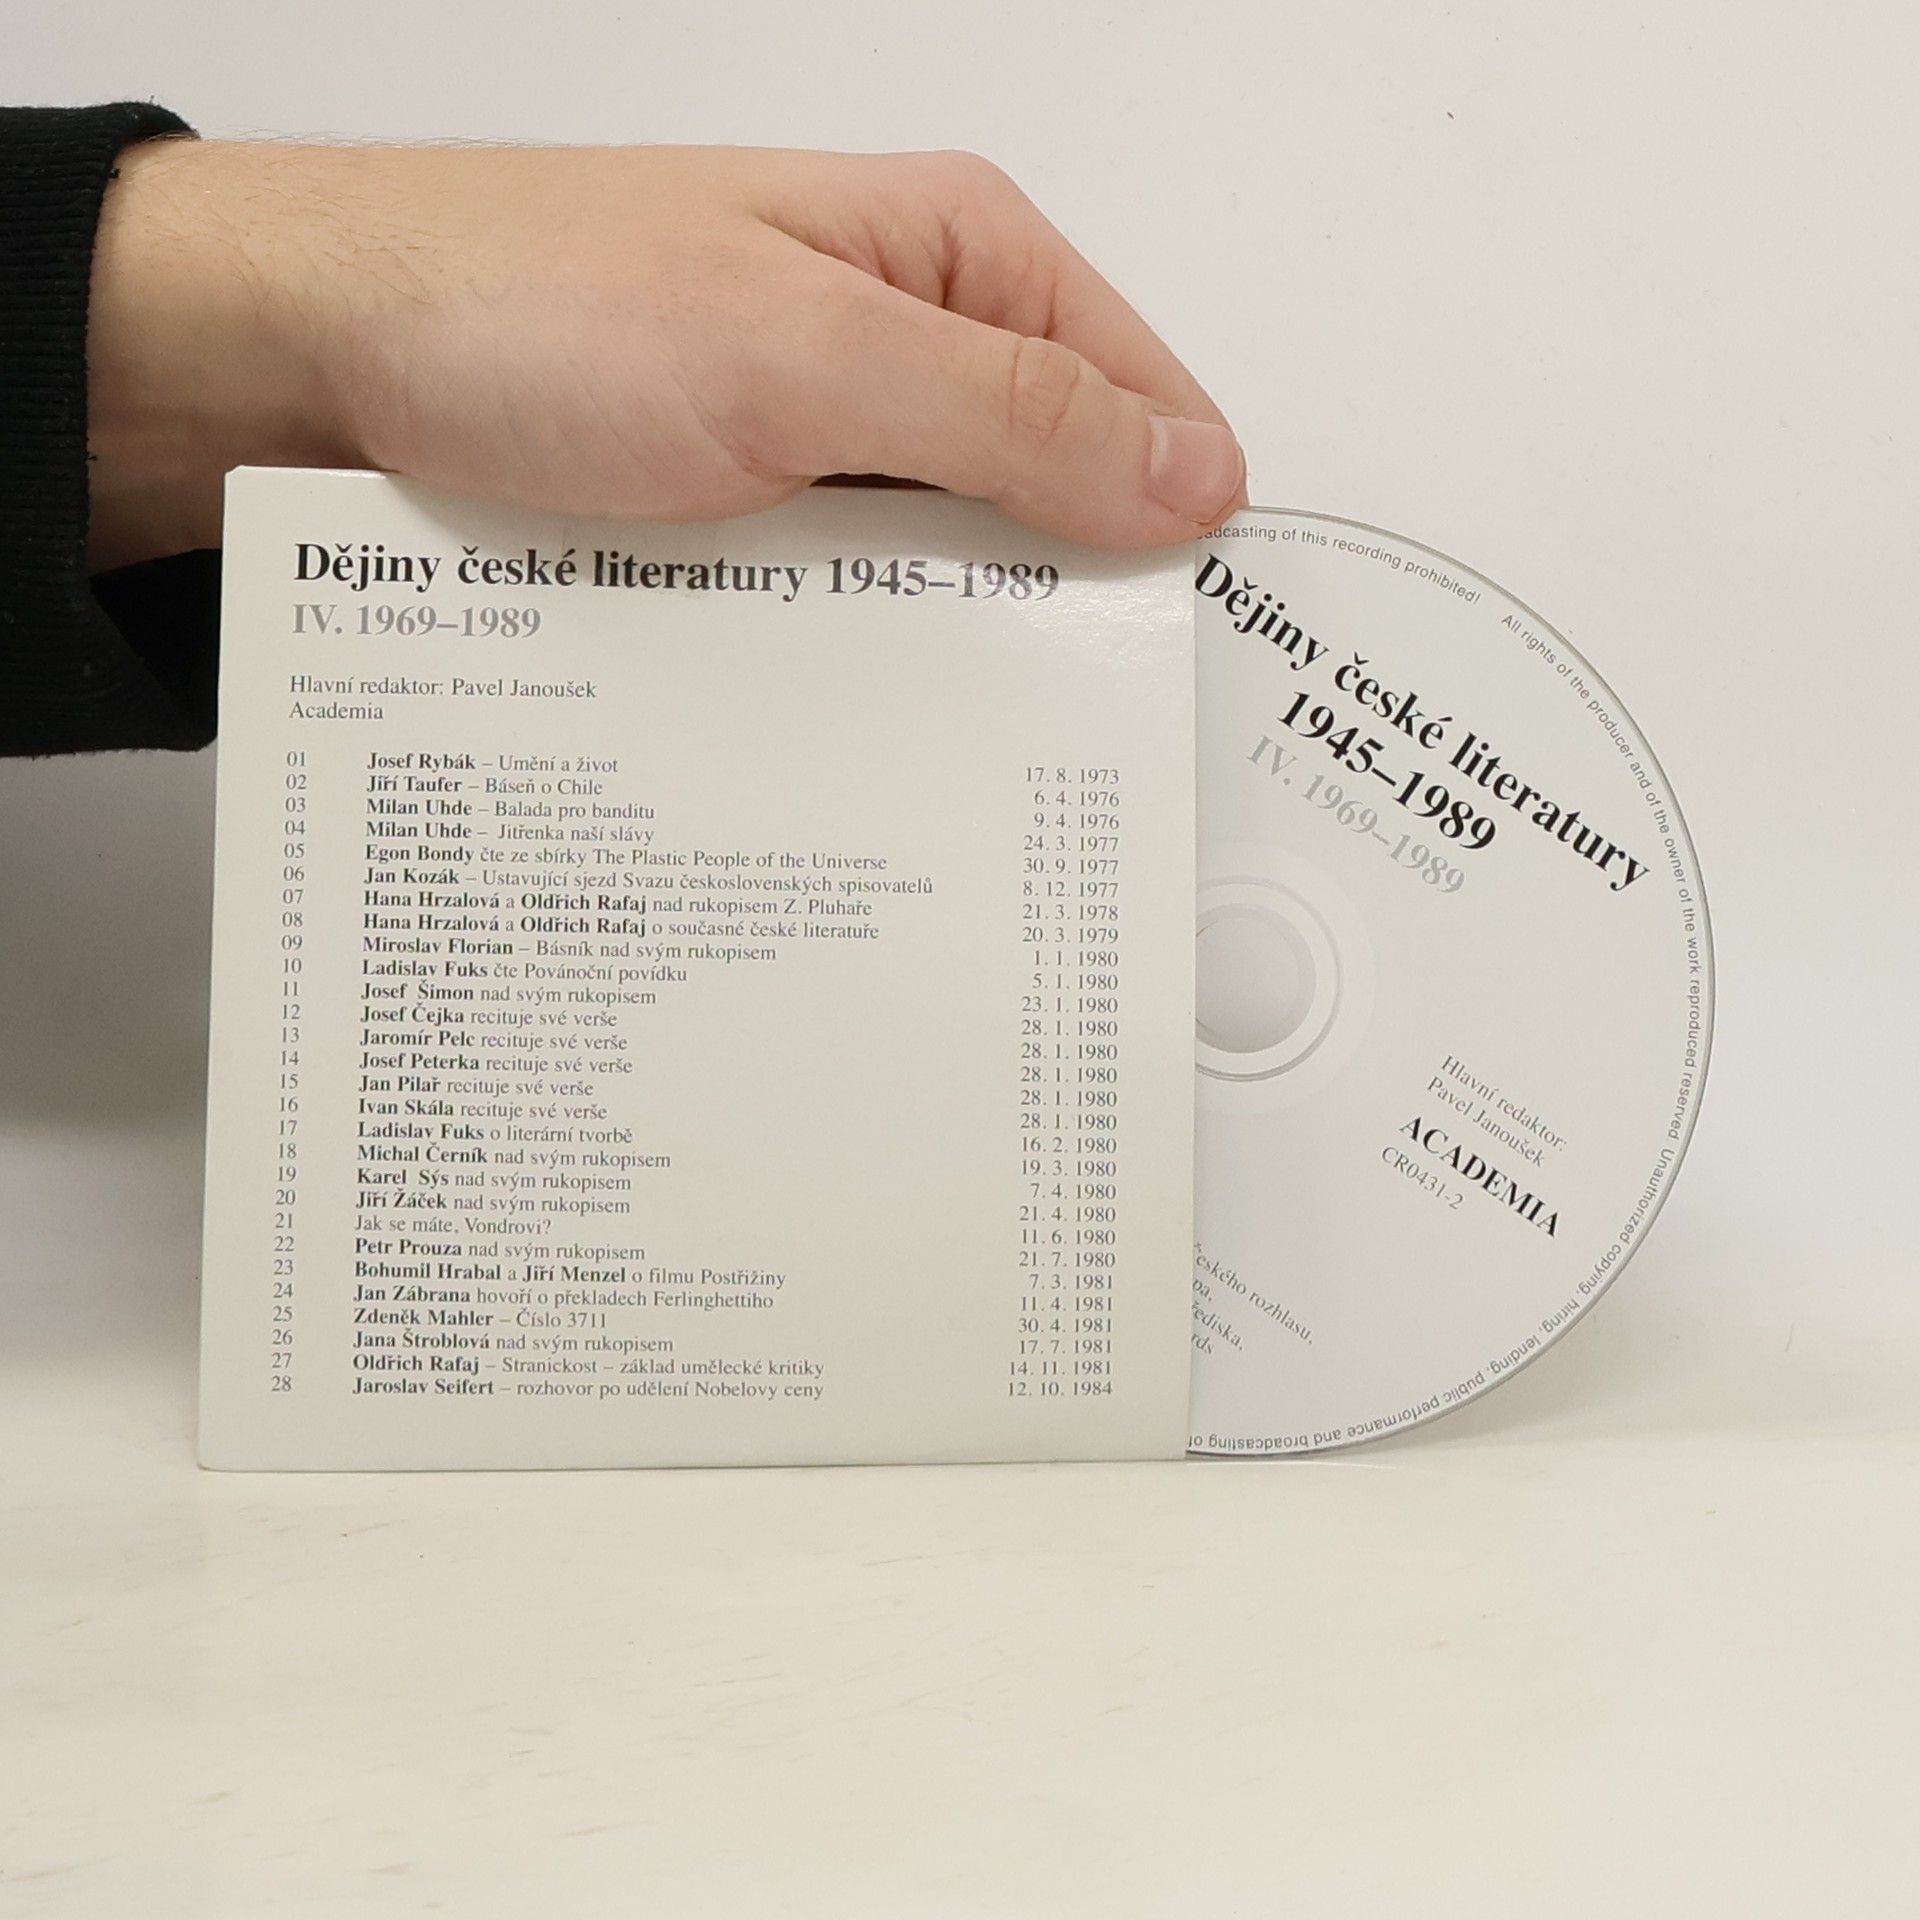 Dějiny české literatury 1945–1989
IV. 1969–1989
Hlavní redaktor: Pavel Janoušek
Academia
01 Josef Rybák – Umění a život 17. 8. 1973
02 Jiří Taufer – Báseň o Chile 6. 4. 1976
03 Milan Uhde – Balada pro banditu 9. 4. 1976
04 Milan Uhde – Jitřenka naší slávy 24. 3. 1977
05 Egon Bondy čte ze sbírky The Plastic People of the Universe 30. 9. 1977
06 Jan Kozák – Ustavující sjezd Svazu československých spisovatelů 8. 12. 1977
07 Hana Hrzalová a Oldřich Rafaj nad rukopisem Z. Pluhaře 21. 3. 1978
08 Hana Hrzalová a Oldřich Rafaj o současné české literatuře 20. 3. 1979
09 Miroslav Florian – Básník nad svým rukopisem 1. 1. 1980
10 Ladislav Fuks čte Povánoční povídku 5. 1. 1980
11 Josef Šimon nad svým rukopisem 23. 1. 1980
12 Josef Čejka recituje své verše 28. 1. 1980
13 Jaromír Pelc recituje své verše 28. 1. 1980
14 Josef Peterka recituje své verše 28. 1. 1980
15 Jan Pilař recituje své verše 28. 1. 1980
16 Ivan Skála recituje své verše 28. 1. 1980
17 Ladislav Fuks o literární tvorbě 16. 2. 1980
18 Michal Černík nad svým rukopisem 19. 3. 1980
19 Karel Sýs nad svým rukopisem 7. 4. 1980
20 Jiří Žáček nad svým rukopisem 21. 4. 1980
21 Jak se máte, Vondrovi? 11. 6. 1980
22 Petr Prouza nad svým rukopisem 21. 7. 1980
23 Bohumil Hrabal a Jiří Menzel o filmu Postřižiny 7. 3. 1981
24 Jan Zábrana hovoří o překladech Ferlinghettiho 11. 4. 1981
25 Zdeněk Mahler – Číslo 3711 30. 4. 1981
26 Jana Štroblová nad svým rukopisem 17. 7. 1981
27 Oldřich Rafaj – Stranickost – základ umělecké kritiky 14. 11. 1981
28 Jaroslav Seifert – rozhovor po udělení Nobelovy ceny 12. 10. 1984
Dějiny české literatury
1945–1989
IV. 1969–1989
Hlavní redaktor:
Pavel Janoušek
ACADEMIA
CR0431-2
českého rozhlasu,
adcasting of this recording prohibited! All rights of the producer and of the owner of the work reproduced reserved. Unauthorized copying, hiring, lending, public performance and broadcasting of